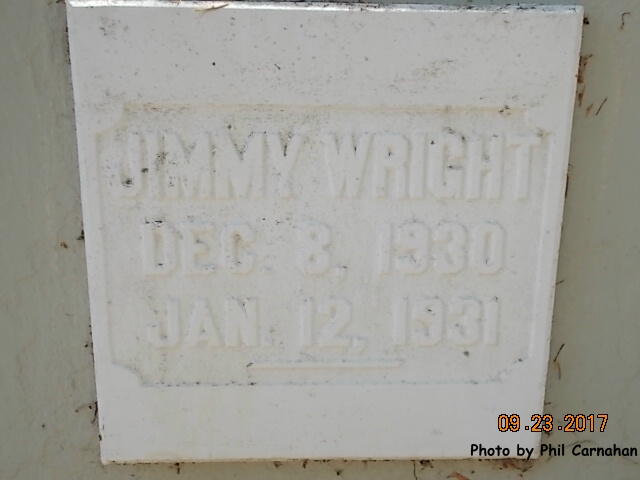 JIMMY WRIGHT
DEC. 8, 1930
JAN. 12, 1931
09.23.2017
Photo by Phil Carnahan